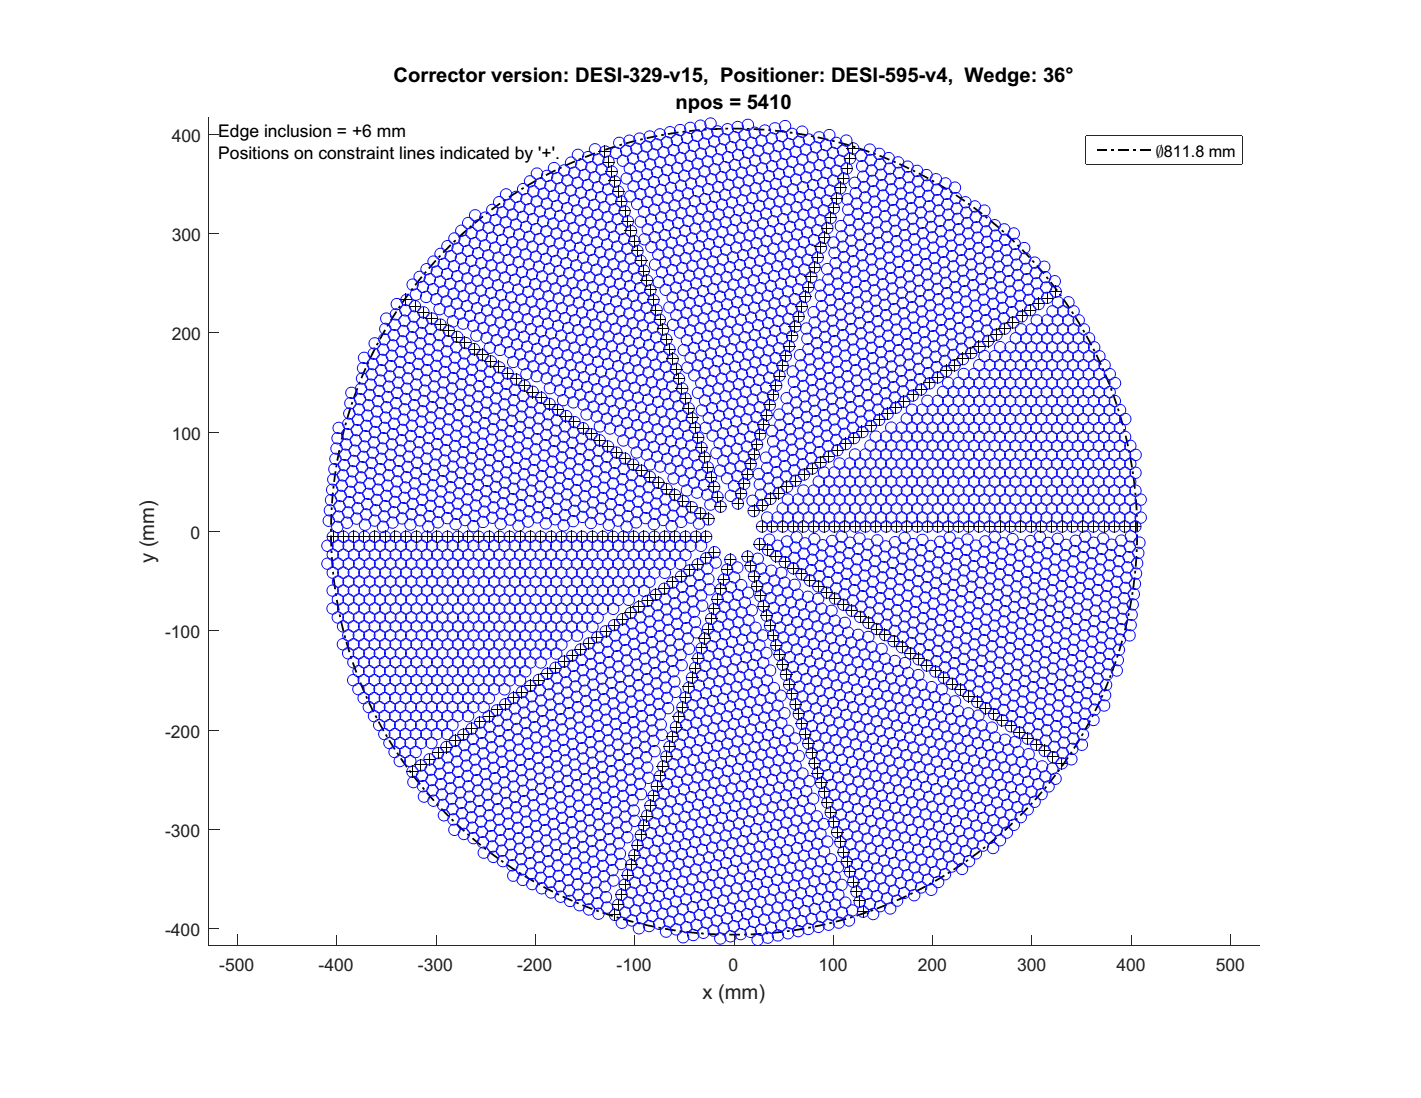 Corrector version: DESI-329-v15,  Positioner: DESI-595-v4,  Wedge: 36°
npos = 5410
Edge inclusion = +6 mm
Positions on constraint lines indicated by '+'.
∅811.8 mm
400
300
200
100
0
-100
-200
-300
-400
y (mm)
-500 -400 -300 -200 -100 0 100 200 300 400 500
x (mm)